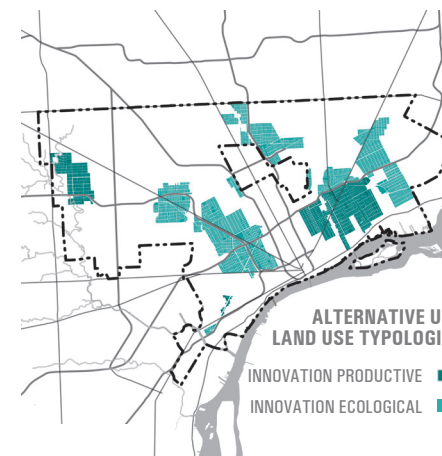 ALTERNATIVE U
LAND USE TYPOLOGI
INNOVATION PRODUCTIVE
INNOVATION ECOLOGICAL